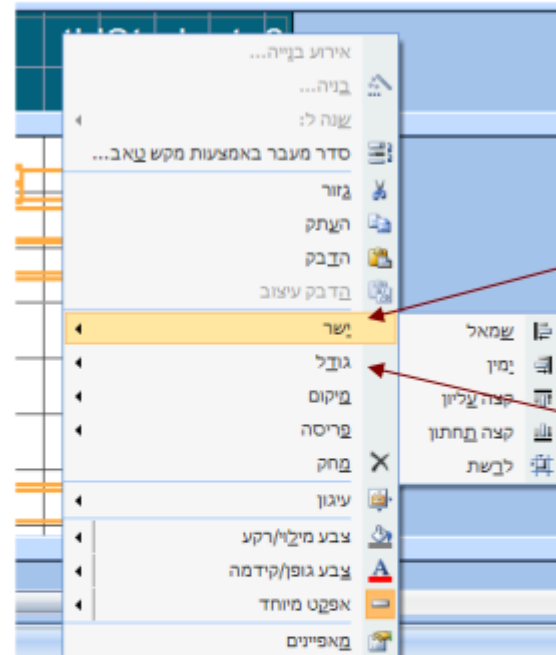 אירוע בנייה...
בניה...
שנה ל:
סדר מעבר באמצעות מקש טאב...
גזור
העתק
הדבק
הדבק עיצוב
ישר
גודל
מיקום
פריסה
מחק
עיגון
צבע מילוי/רקע
צבע גופן/קידמה
אפקט מיוחד
מאפיינים
שמאל
ימין
קצה עליון
קצה תחתון
לרשת